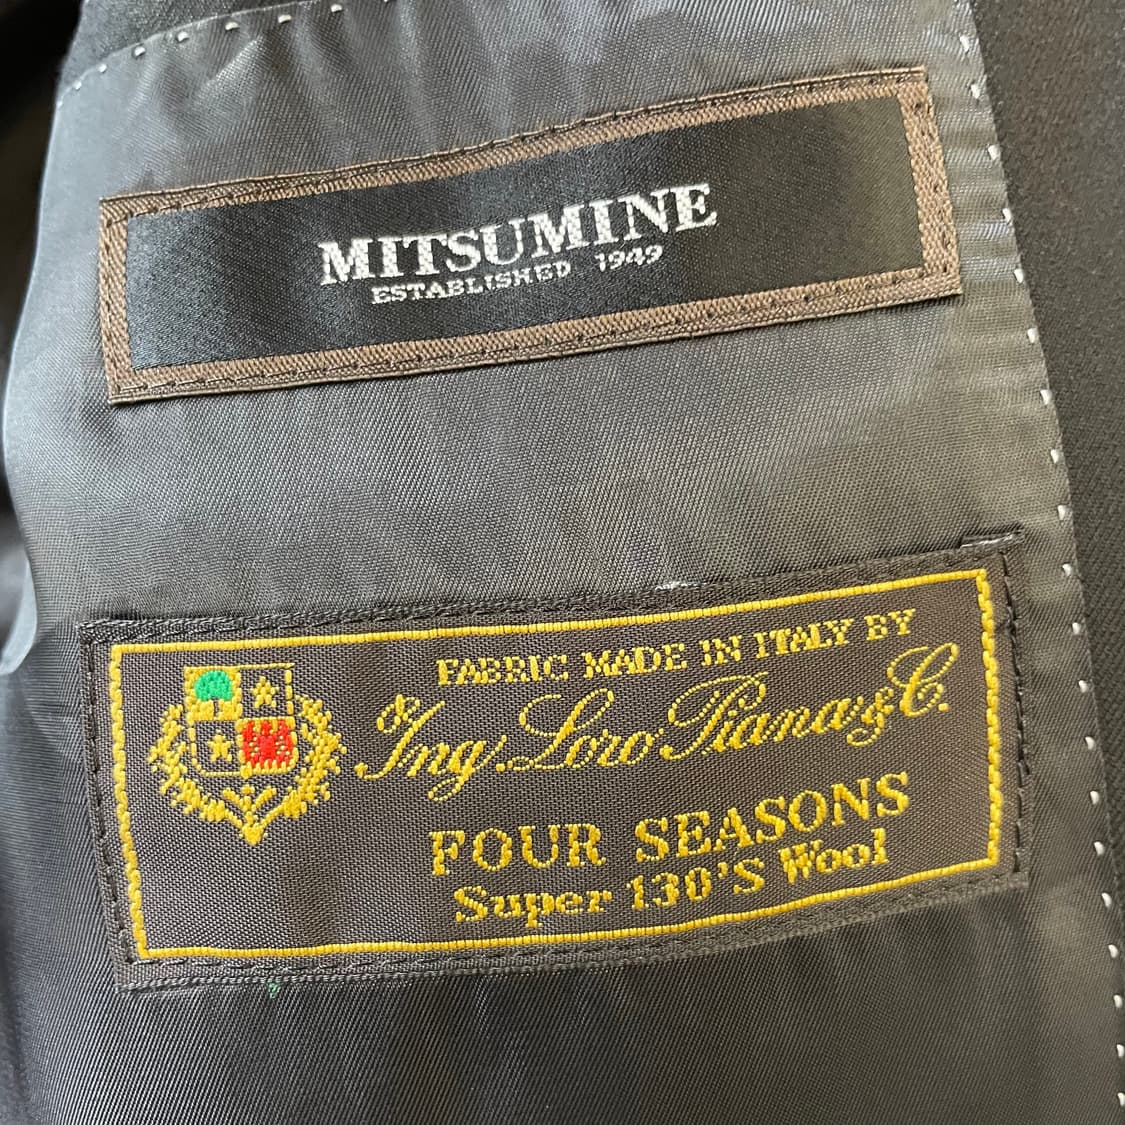 MITSUMINE
ESTABLISHED 1949
FABRIC MADE IN ITALY BY
Ing. Loro Piana & C.
FOUR SEASONS
Super 130'S Wool